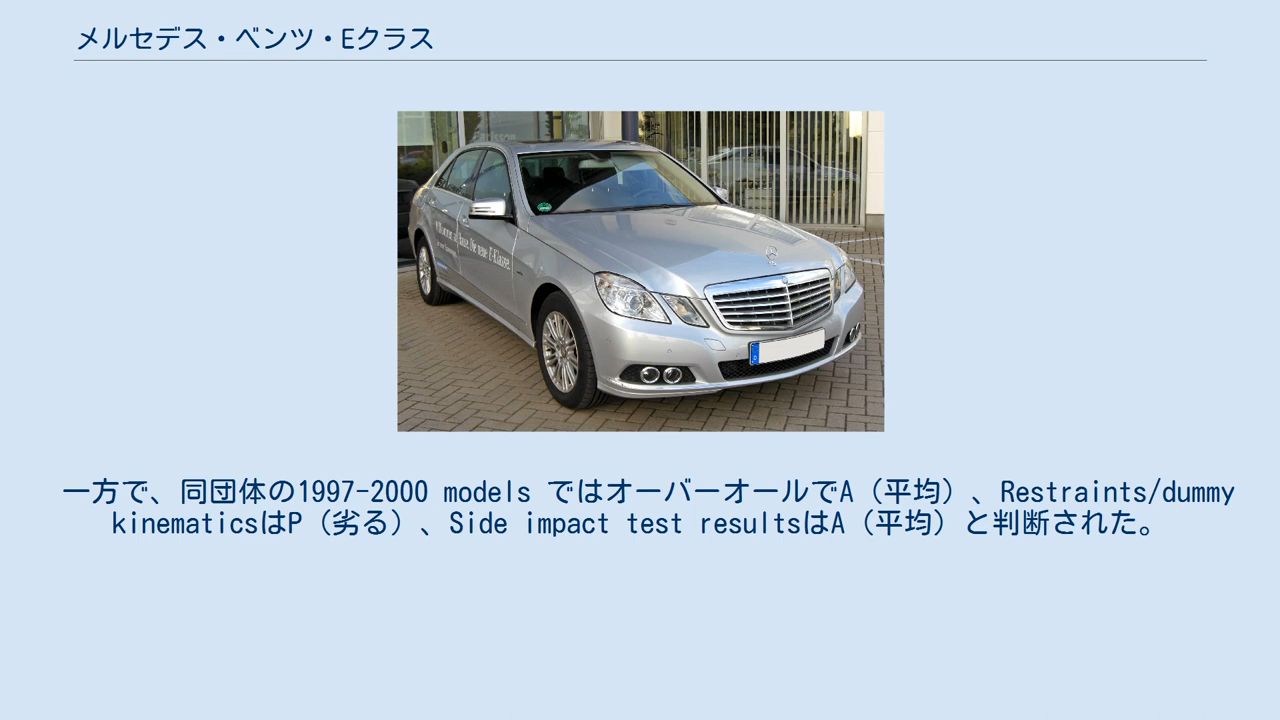 メルセデス・ベンツ・Eクラス
Die neue E-Klasse.
一方で、同団体の1997-2000 models ではオーバーオールでA（平均）、Restraints/dummy
kinematicsはP（劣る）、Side impact test resultsはA（平均）と判断された。